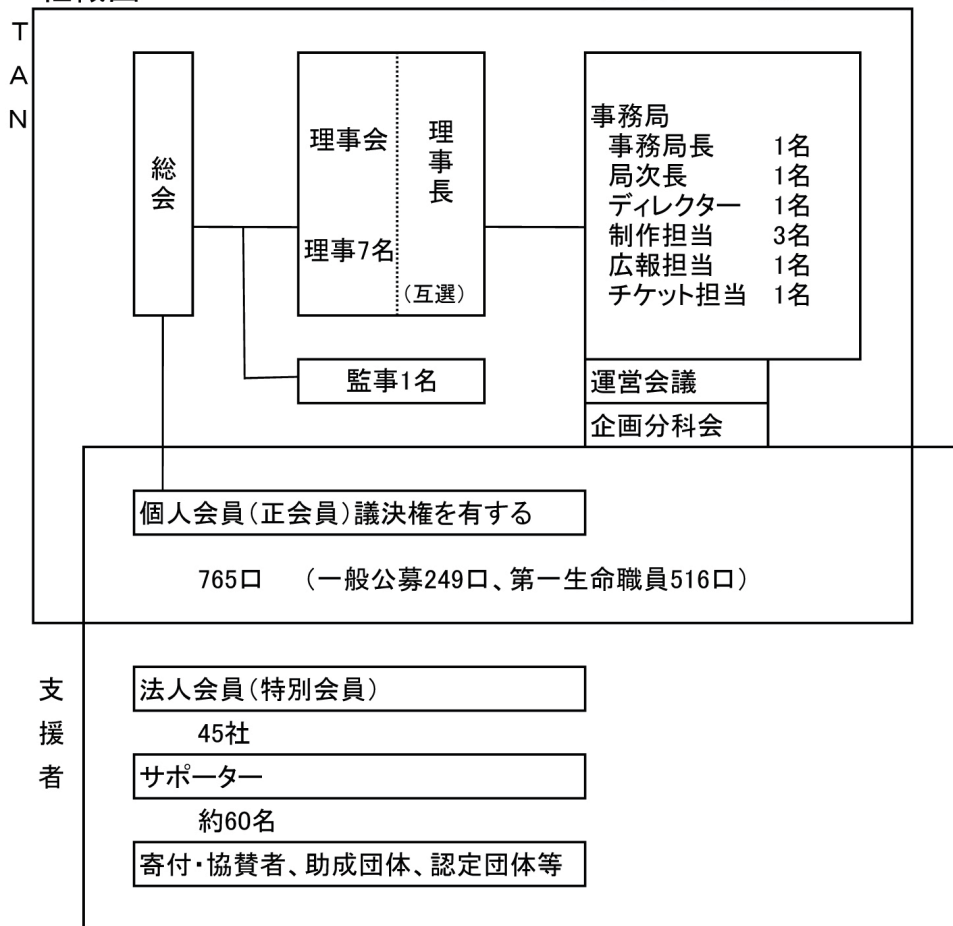 TAN
総会
理事会
理事7名
理事長
(互選)
監事1名
事務局
事務局長 1名
局次長 1名
ディレクター 1名
制作担当 3名
広報担当 1名
チケット担当 1名
運営会議
企画分科会
個人会員(正会員)議決権を有する
765口 (一般公募249口、第一生命職員516口)
支援者
法人会員(特別会員)
45社
サポーター
約60名
寄付・協賛者、助成団体、認定団体等